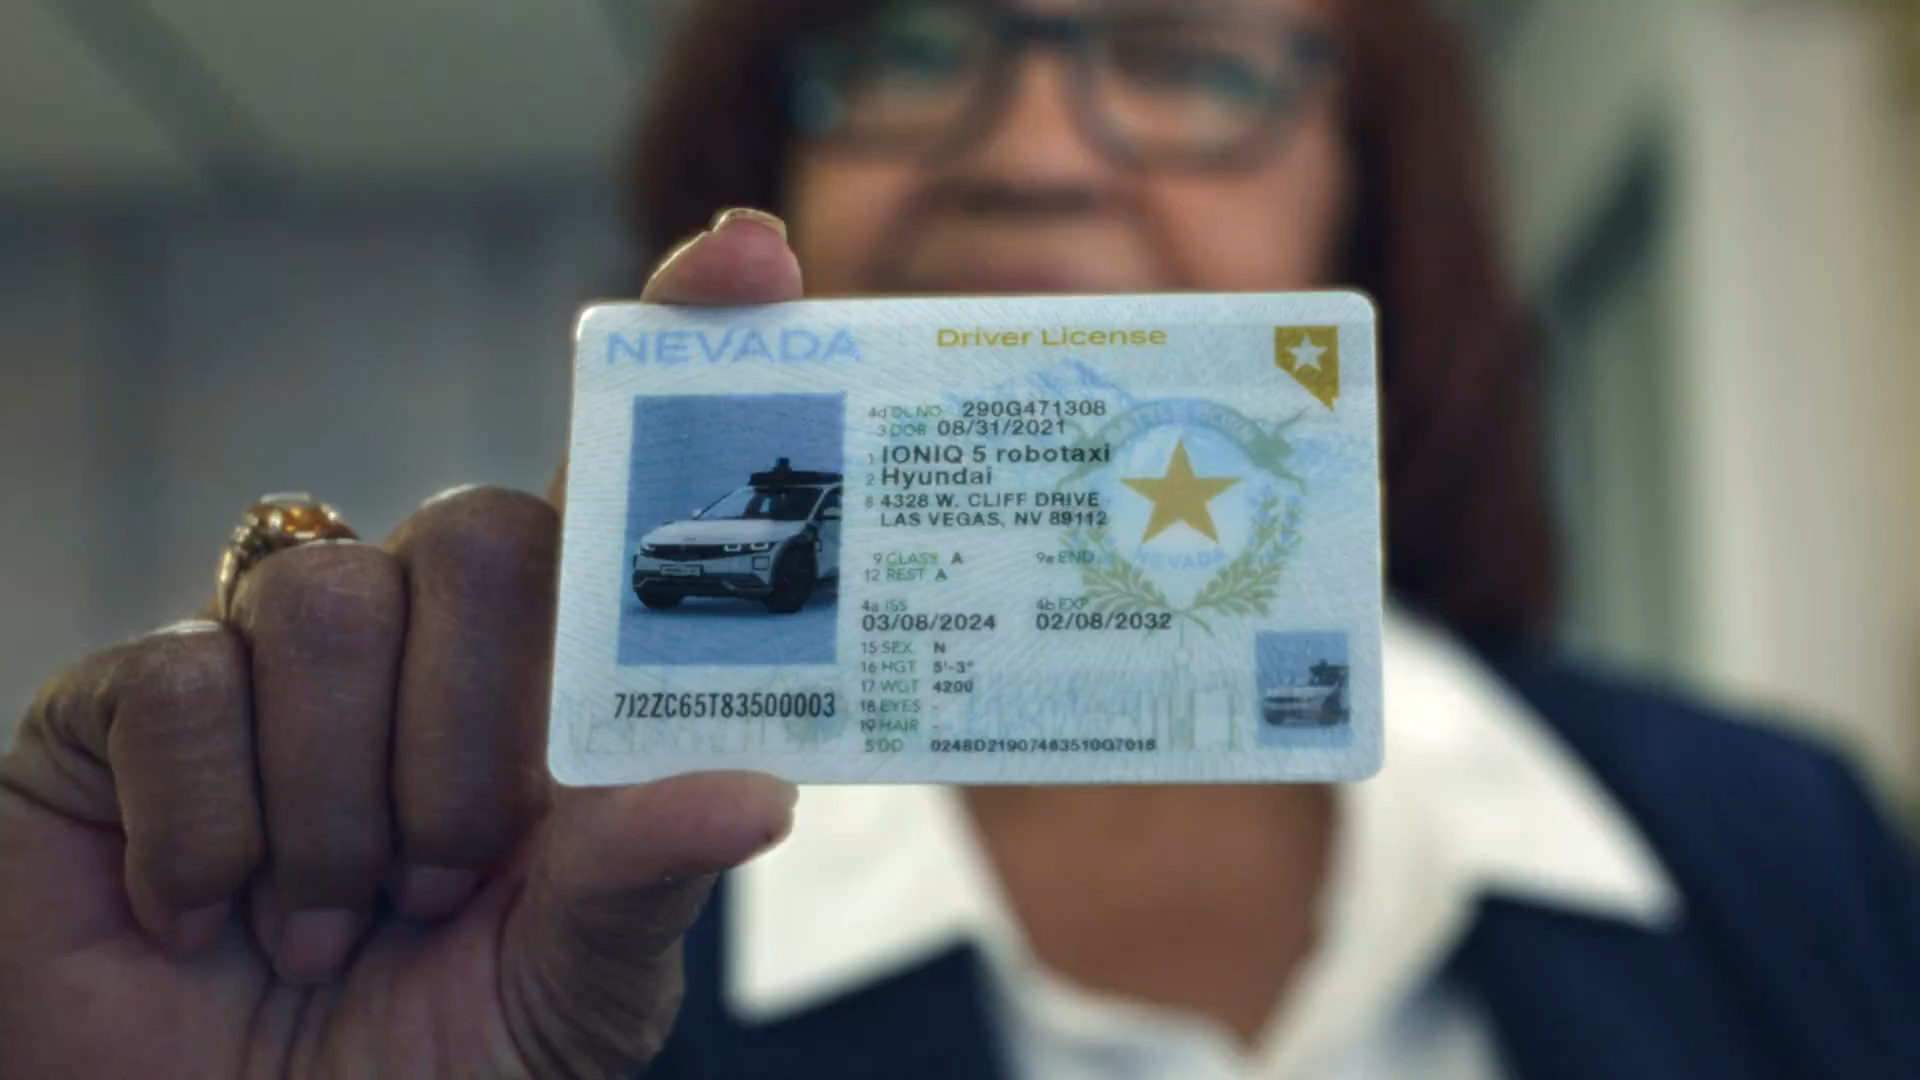 NEVADA Driver License
4d DL NO 290G471308
3 DOB 08/31/2021
1 IONIQ 5 robotaxi
2 Hyundai
8 4328 W. CLIFF DRIVE
LAS VEGAS, NV 89112
9 CLASS A 9a END
12 REST A
4a ISS 4b EXP
03/08/2024 02/08/2032
15 SEX N
16 HGT 5'-3"
17 WGT 4200
18 EYES -
19 HAIR -
5 DD 0248D21907463510G7018
7J2ZC65T83500003
NEVADA